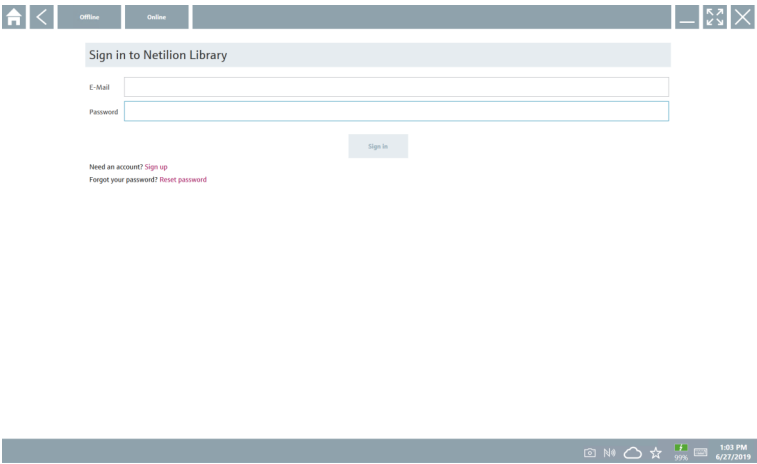 Offline Online
Sign in to Netilion Library
E-Mail
Password
Sign in
Need an account? Sign up
Forgot your password? Reset password
99%
1:03 PM
6/27/2019